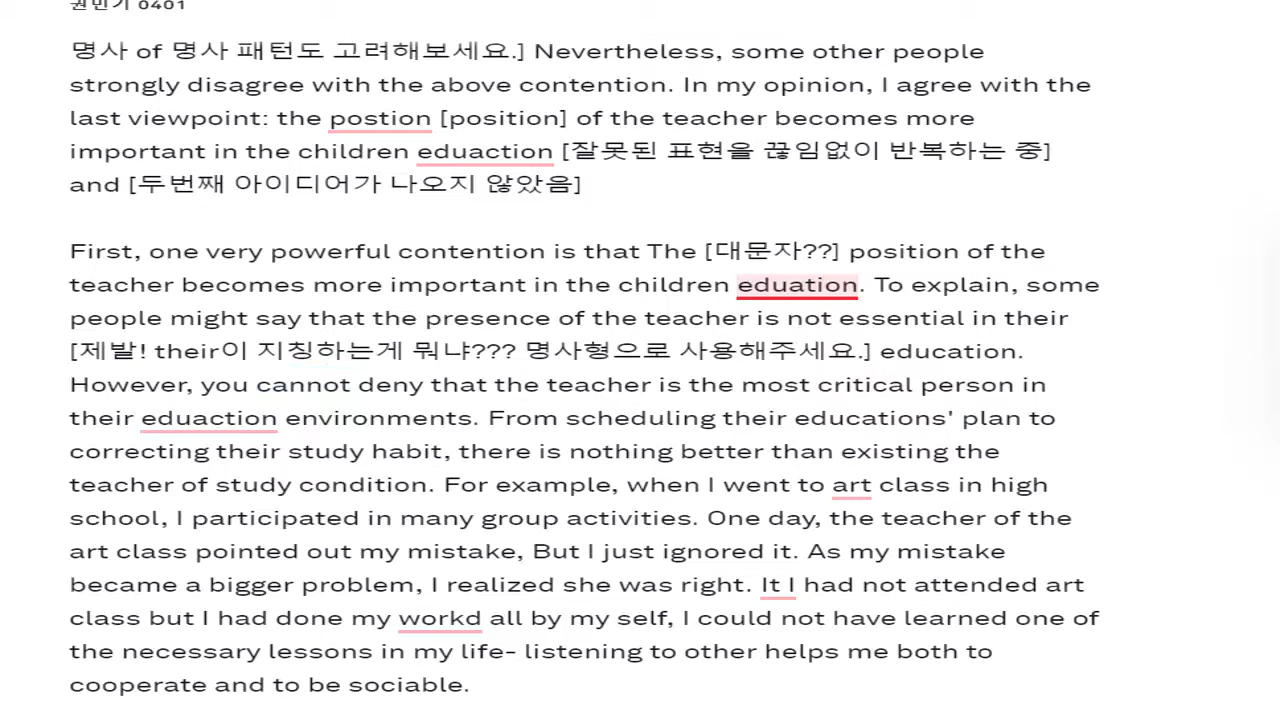 권민기 0401
명사 of 명사 패턴도 고려해보세요.] Nevertheless, some other people
strongly disagree with the above contention. In my opinion, I agree with the
last viewpoint: the postion [position] of the teacher becomes more
important in the children eduaction [잘못된 표현을 끊임없이 반복하는 중]
and [두번째 아이디어가 나오지 않았음]
First, one very powerful contention is that The [대문자??] position of the
teacher becomes more important in the children eduation. To explain, some
people might say that the presence of the teacher is not essential in their
[제발! their이 지칭하는게 뭐냐??? 명사형으로 사용해주세요.] education.
However, you cannot deny that the teacher is the most critical person in
their eduaction environments. From scheduling their educations' plan to
correcting their study habit, there is nothing better than existing the
teacher of study condition. For example, when I went to art class in high
school, I participated in many group activities. One day, the teacher of the
art class pointed out my mistake, But I just ignored it. As my mistake
became a bigger problem, I realized she was right. It I had not attended art
class but I had done my workd all by my self, I could not have learned one of
the necessary lessons in my life- listening to other helps me both to
cooperate and to be sociable.